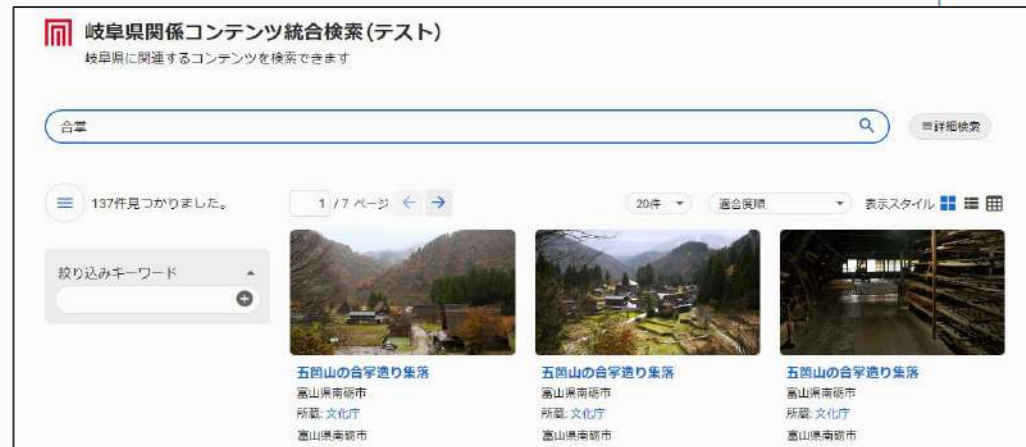 岐阜県関係コンテンツ統合検索(テスト)
岐阜県に関連するコンテンツを検索できます
合掌
≡詳細検索
137件見つかりました。
1 / 7 ページ ← →
20件
適合度順
表示スタイル
絞り込みキーワード
五箇山の合掌造り集落
富山県南砺市
所蔵: 文化庁
富山県南砺市
五箇山の合掌造り集落
富山県南砺市
所蔵: 文化庁
富山県南砺市
五箇山の合掌造り集落
富山県南砺市
所蔵: 文化庁
富山県南砺市